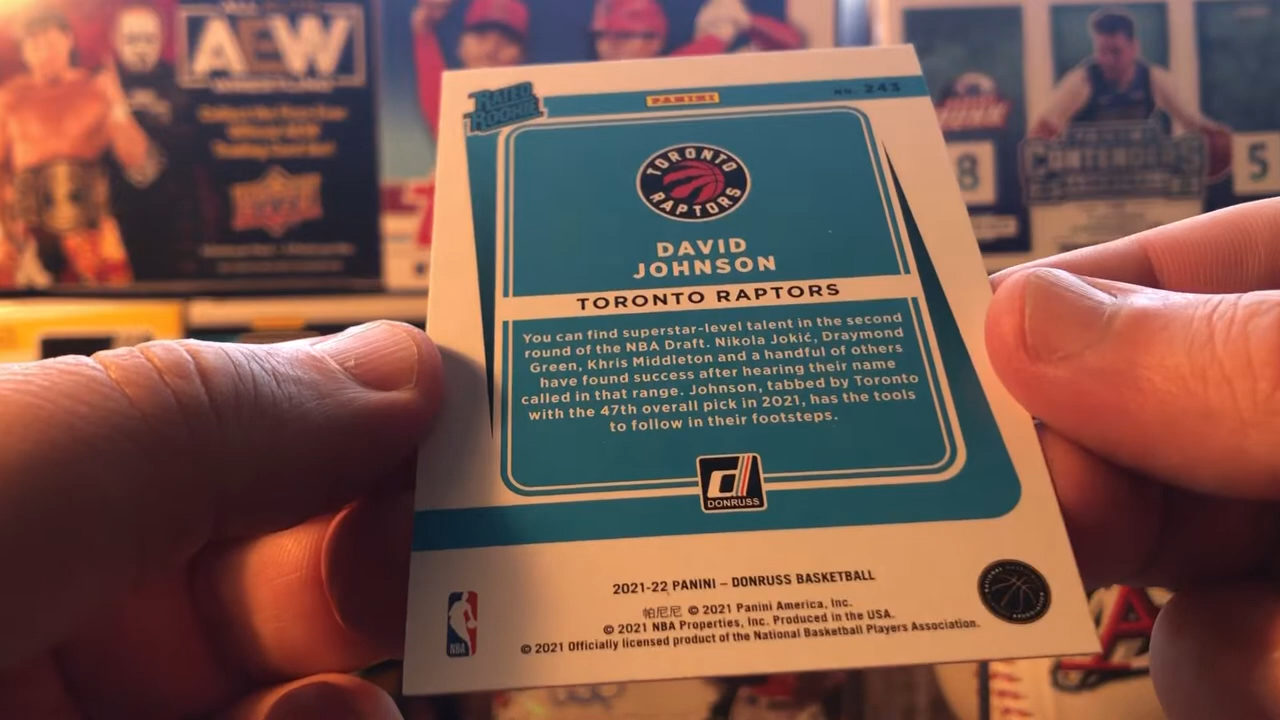 AEW
RATED
ROOKIE
PANINI
NO. 243
TORONTO
RAPTORS
DAVID
JOHNSON
TORONTO RAPTORS
You can find superstar-level talent in the second
round of the NBA Draft. Nikola Jokić, Draymond
Green, Khris Middleton and a handful of others
have found success after hearing their name
called in that range. Johnson, tabbed by Toronto
with the 47th overall pick in 2021, has the tools
to follow in their footsteps.
DONRUSS
2021-22 PANINI – DONRUSS BASKETBALL
帕尼尼 © 2021 Panini America, Inc.
© 2021 NBA Properties, Inc. Produced in the USA.
© 2021 Officially licensed product of the National Basketball Players Association.
NBA
CONTENDERS
8
5
A